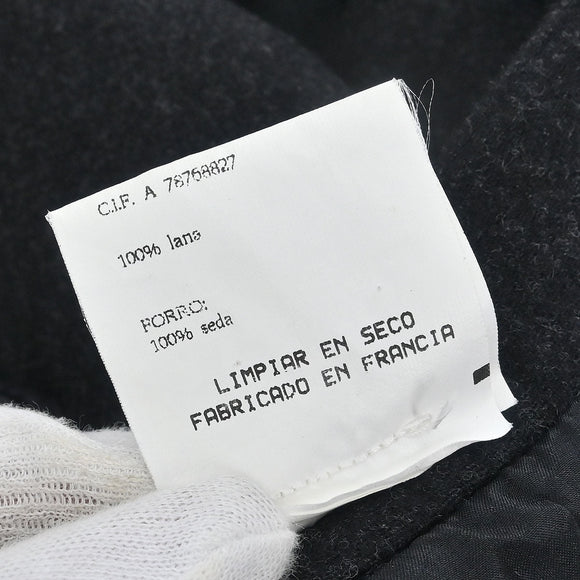 C.I.F. A 78768827
100% lana
FORRO:
100% seda
LIMPIAR EN SECO
FABRICADO EN FRANCIA